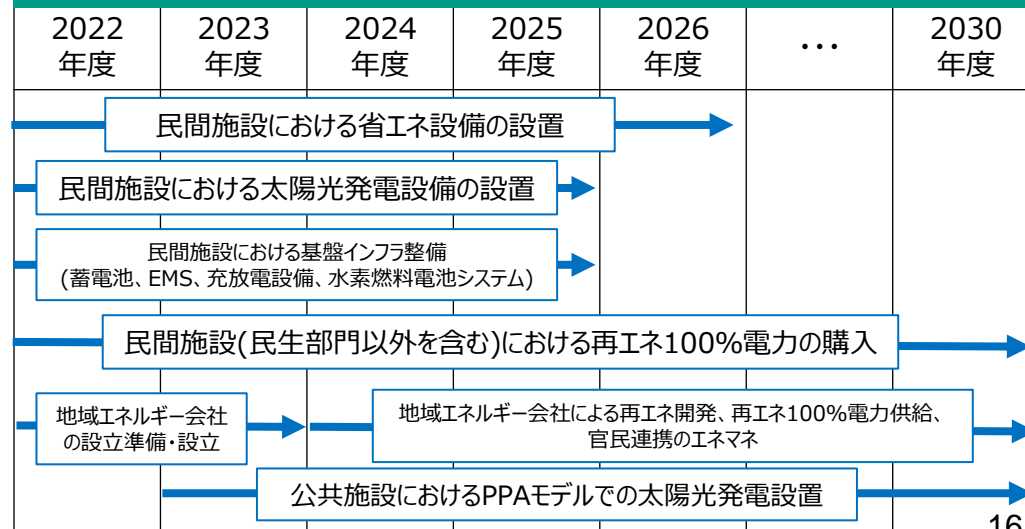 2022
年度
2023
年度
2024
年度
2025
年度
2026
年度
…
2030
年度
民間施設における省エネ設備の設置
民間施設における太陽光発電設備の設置
民間施設における基盤インフラ整備
(蓄電池、EMS、充放電設備、水素燃料電池システム)
民間施設(民生部門以外を含む)における再エネ100%電力の購入
地域エネルギー会社
の設立準備・設立
地域エネルギー会社による再エネ開発、再エネ100%電力供給、
官民連携のエネマネ
公共施設におけるPPAモデルでの太陽光発電設置
16